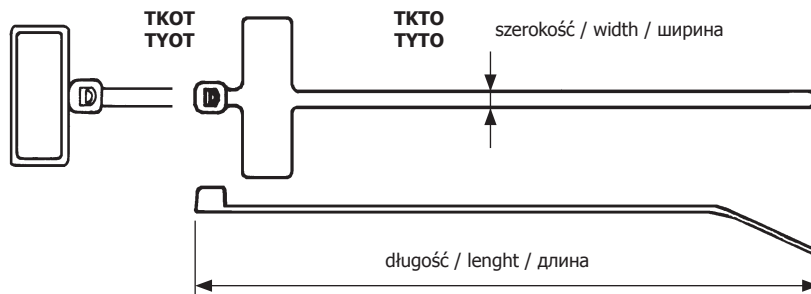 TKOT
TYOT
TKTO
TYTO
szerokość / width / ширина
długość / lenght / длина